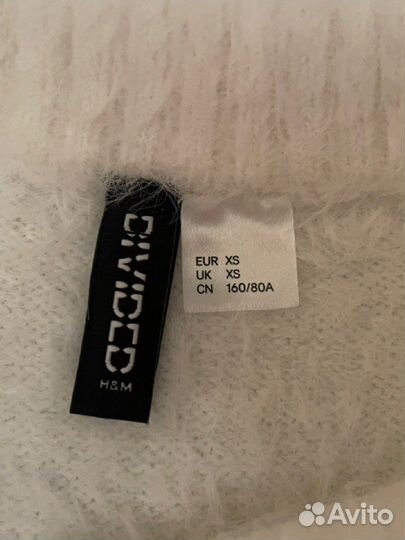 DIVIDED
H&M
EUR XS
UK XS
CN 160/80A
Avito